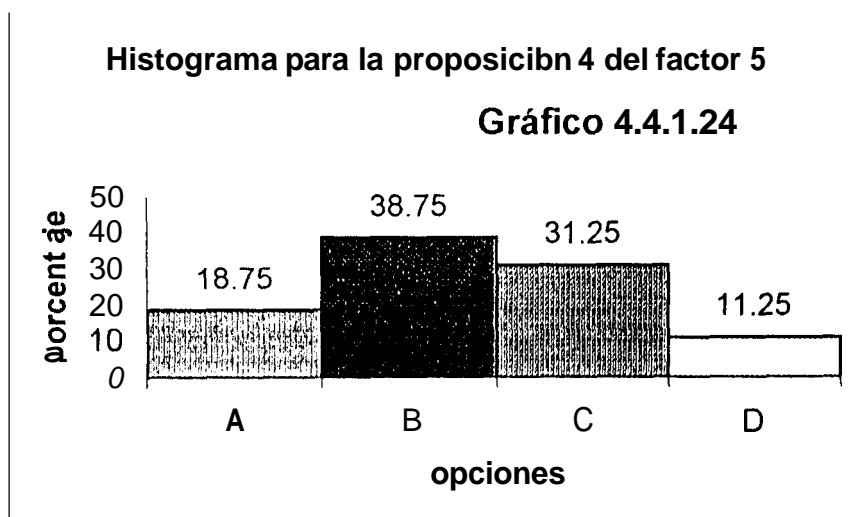 Histograma para la proposicibn 4 del factor 5
Gráfico 4.4.1.24
porcent aje
50
40
30
20
10
0
18.75
38.75
31.25
11.25
A
B
C
D
opciones